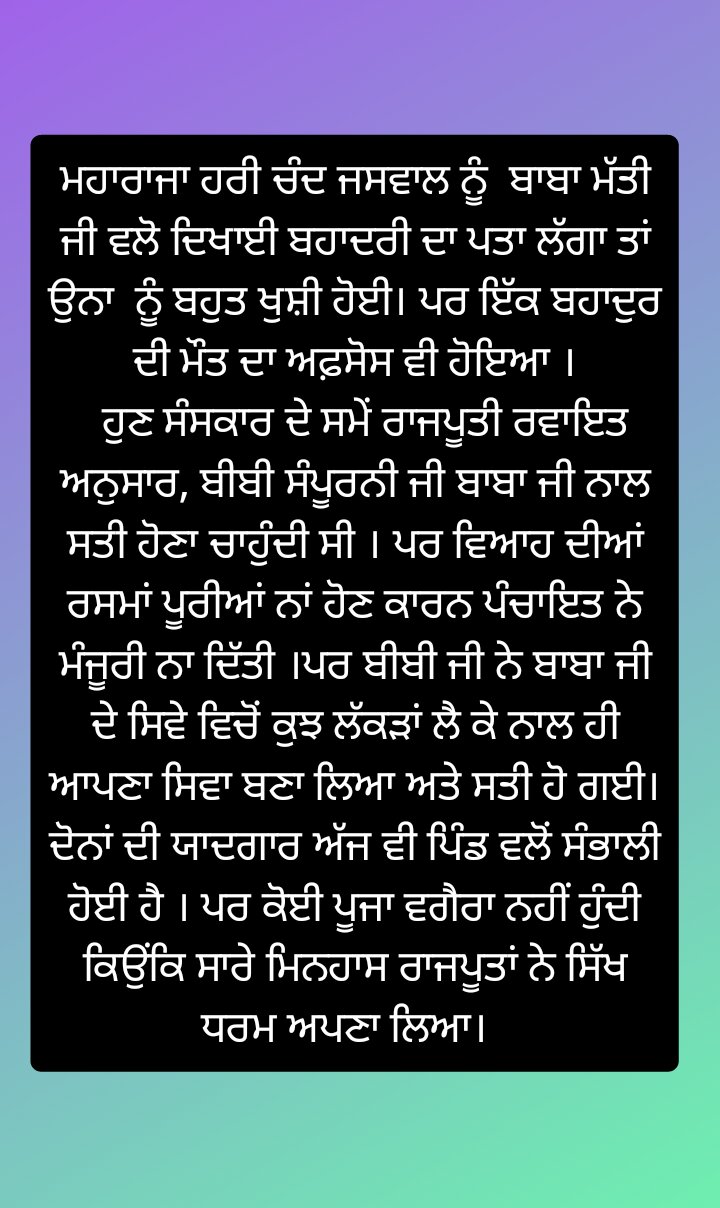 ਮਹਾਰਾਜਾ ਹਰੀ ਚੰਦ ਜਸਵਾਲ ਨੂੰ  ਬਾਬਾ ਮੱਤੀ
ਜੀ ਵਲੋ ਦਿਖਾਈ ਬਹਾਦਰੀ ਦਾ ਪਤਾ ਲੱਗਾ ਤਾਂ
ਉਨਾ  ਨੂੰ ਬਹੁਤ ਖੁਸ਼ੀ ਹੋਈ। ਪਰ ਇੱਕ ਬਹਾਦੁਰ
ਦੀ ਮੌਤ ਦਾ ਅਫ਼ਸੋਸ ਵੀ ਹੋਇਆ ।
ਹੁਣ ਸੰਸਕਾਰ ਦੇ ਸਮੇਂ ਰਾਜਪੂਤੀ ਰਵਾਇਤ
ਅਨੁਸਾਰ, ਬੀਬੀ ਸੰਪੂਰਨੀ ਜੀ ਬਾਬਾ ਜੀ ਨਾਲ
ਸਤੀ ਹੋਣਾ ਚਾਹੁੰਦੀ ਸੀ । ਪਰ ਵਿਆਹ ਦੀਆਂ
ਰਸਮਾਂ ਪੂਰੀਆਂ ਨਾਂ ਹੋਣ ਕਾਰਨ ਪੰਚਾਇਤ ਨੇ
ਮੰਜੂਰੀ ਨਾ ਦਿੱਤੀ ।ਪਰ ਬੀਬੀ ਜੀ ਨੇ ਬਾਬਾ ਜੀ
ਦੇ ਸਿਵੇ ਵਿਚੋਂ ਕੁਝ ਲੱਕੜਾਂ ਲੈ ਕੇ ਨਾਲ ਹੀ
ਆਪਣਾ ਸਿਵਾ ਬਣਾ ਲਿਆ ਅਤੇ ਸਤੀ ਹੋ ਗਈ।
ਦੋਨਾਂ ਦੀ ਯਾਦਗਾਰ ਅੱਜ ਵੀ ਪਿੰਡ ਵਲੋਂ ਸੰਭਾਲੀ
ਹੋਈ ਹੈ । ਪਰ ਕੋਈ ਪੂਜਾ ਵਗੈਰਾ ਨਹੀਂ ਹੁੰਦੀ
ਕਿਉਂਕਿ ਸਾਰੇ ਮਿਨਹਾਸ ਰਾਜਪੂਤਾਂ ਨੇ ਸਿੱਖ
ਧਰਮ ਅਪਣਾ ਲਿਆ।